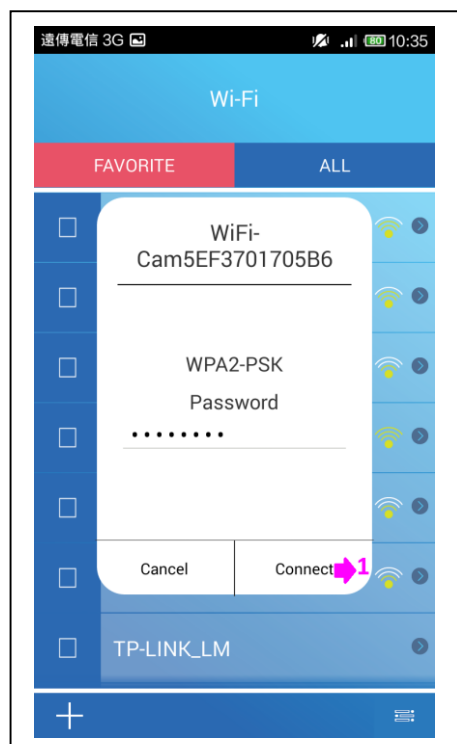 遠傳電信 3G 80 10:35
Wi-Fi
FAVORITE ALL
WiFi-
Cam5EF3701705B6
WPA2-PSK
Password
••••••••
Cancel Connect 1
TP-LINK_LM